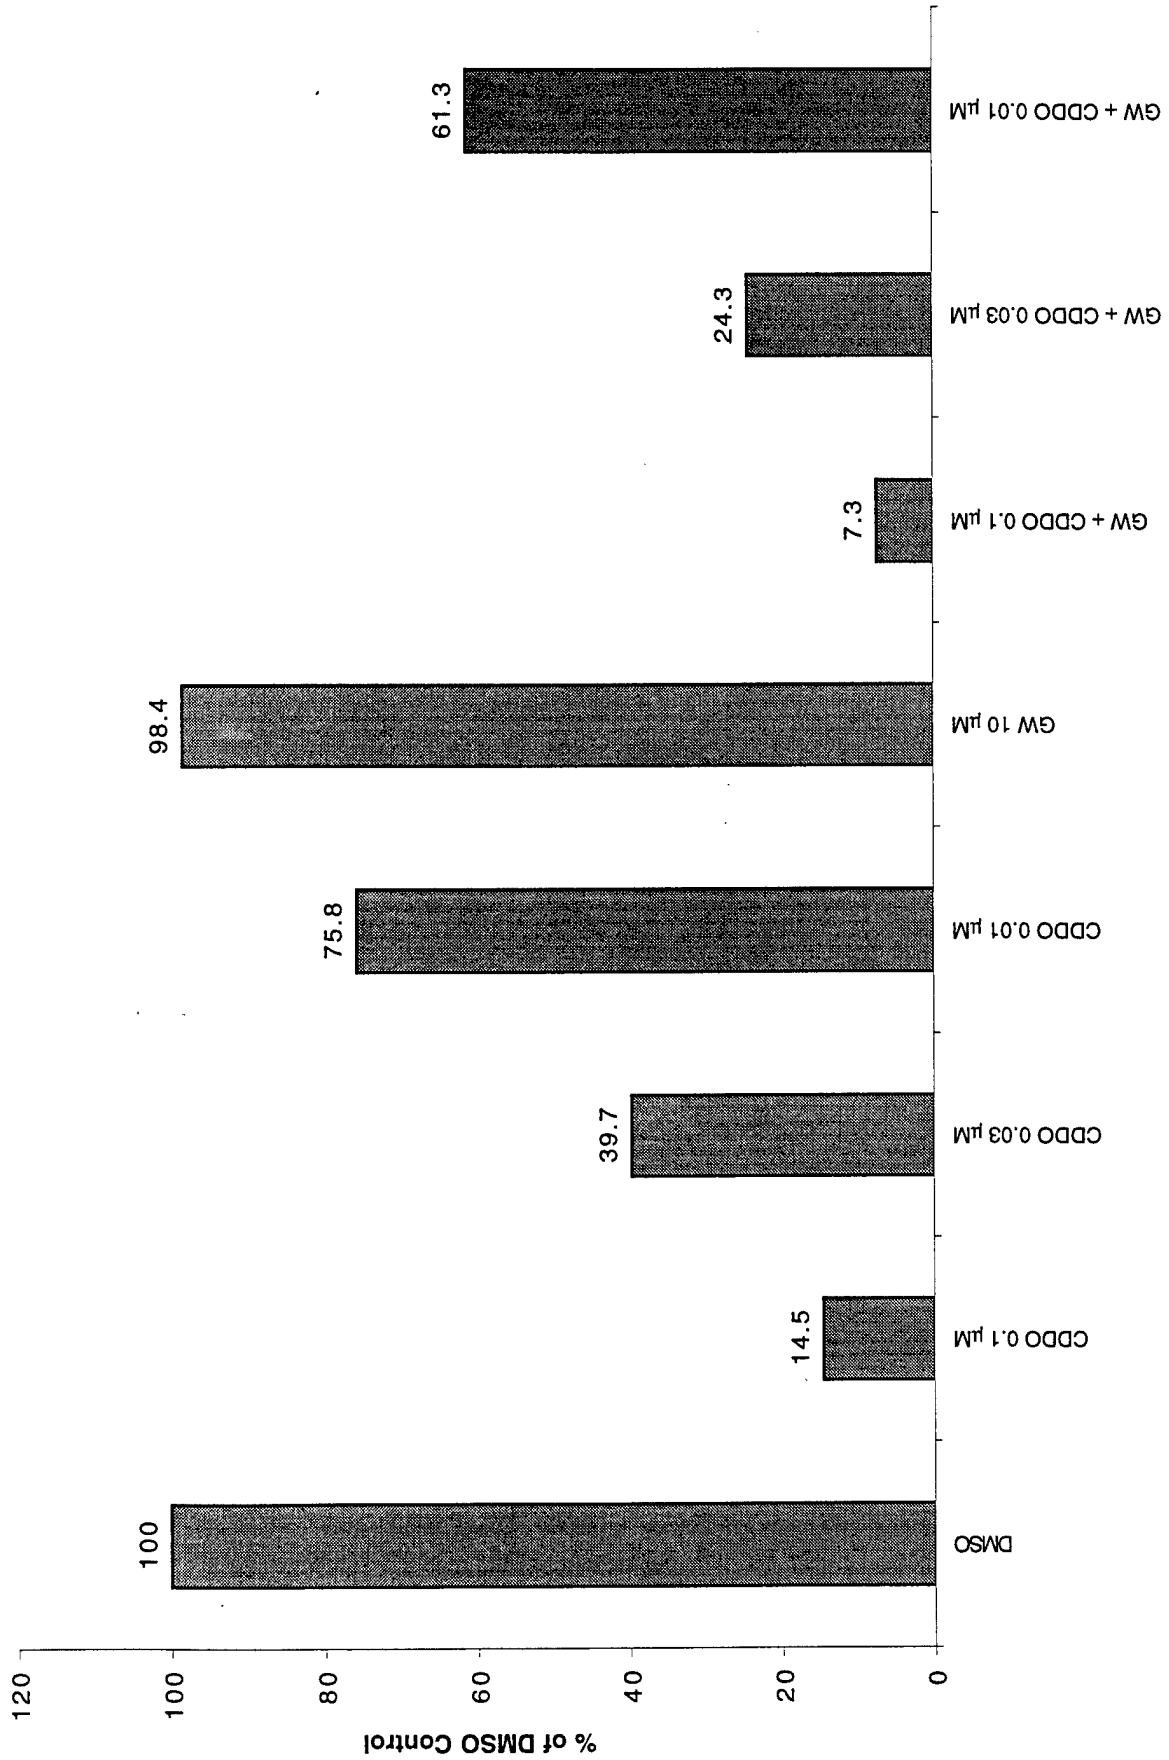 % of DMSO Control
120
100
80
60
40
20
0
100
14.5
39.7
75.8
98.4
7.3
24.3
61.3
DMSO
CDDO 0.1 µM
CDDO 0.03 µM
CDDO 0.01 µM
GW 10 µM
GW + CDDO 0.1 µM
GW + CDDO 0.03 µM
GW + CDDO 0.01 µM